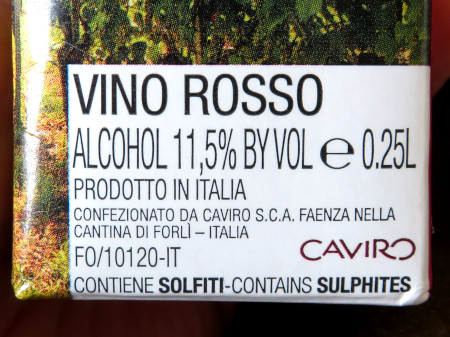 VINO ROSSO
ALCOHOL 11,5% BY VOL ℮ 0.25L
PRODOTTO IN ITALIA
CONFEZIONATO DA CAVIRO S.C.A. FAENZA NELLA
CANTINA DI FORLÌ – ITALIA
FO/10120-IT
CAVIRO
CONTIENE SOLFITI-CONTAINS SULPHITES